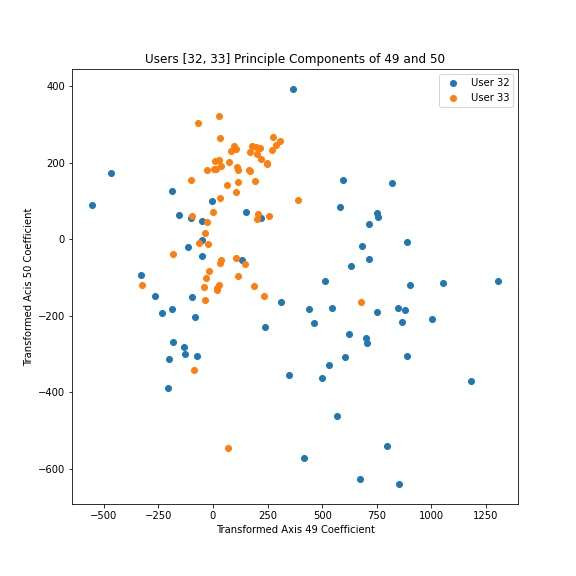 Users [32, 33] Principle Components of 49 and 50
User 32
User 33
Transformed Acis 50 Coefficient
400
200
0
−200
−400
−600
−500
−250
0
250
500
750
1000
1250
Transformed Axis 49 Coefficient